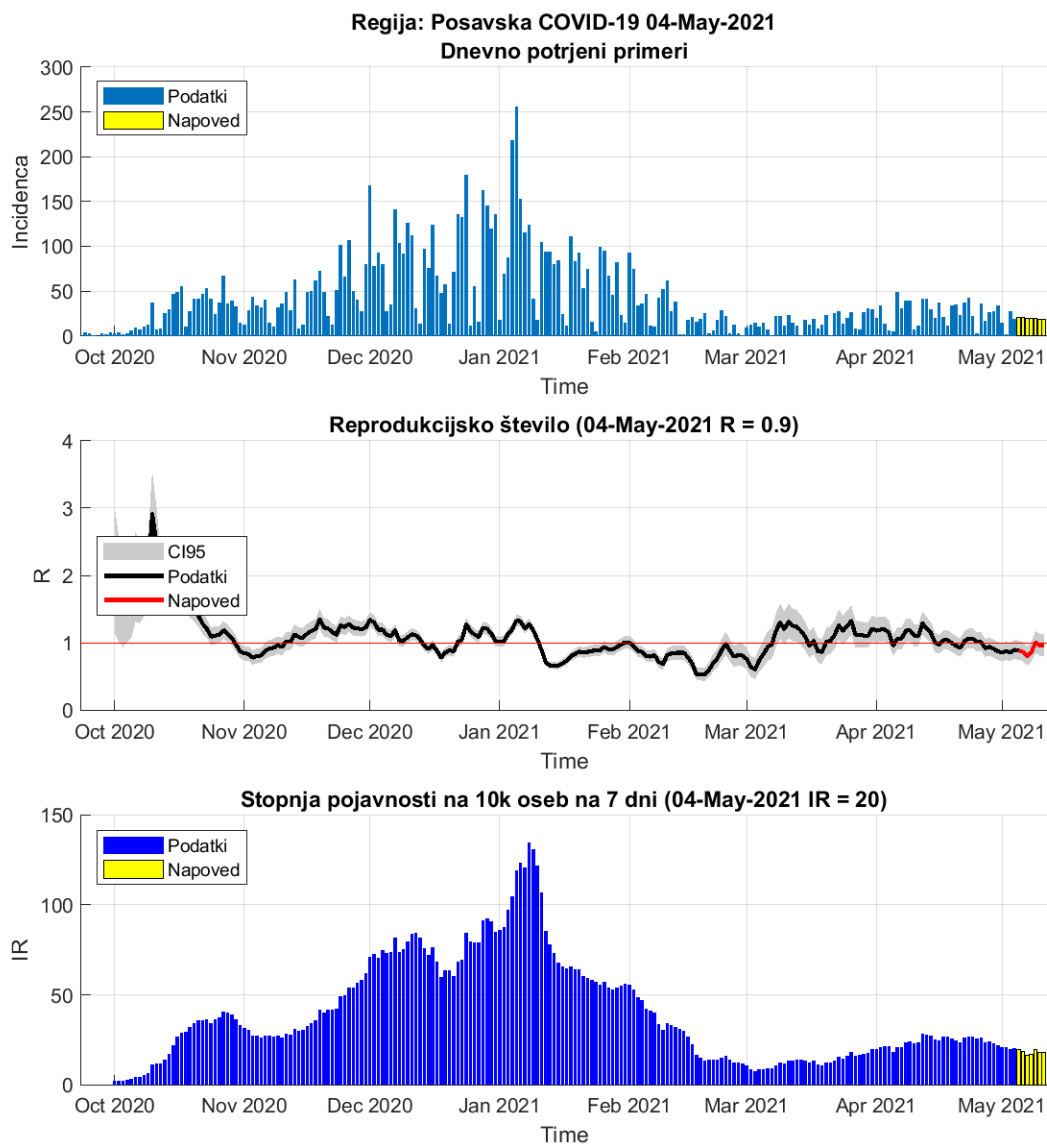 Regija: Posavska COVID-19 04-May-2021
Dnevno potrjeni primeri
300
250
200
150
100
50
0
Incidenca
Podatki
Napoved
Oct 2020 Nov 2020 Dec 2020 Jan 2021 Feb 2021 Mar 2021 Apr 2021 May 2021
Time
Reprodukcijsko število (04-May-2021 R = 0.9)
4
3
2
1
0
R
CI95
Podatki
Napoved
Oct 2020 Nov 2020 Dec 2020 Jan 2021 Feb 2021 Mar 2021 Apr 2021 May 2021
Time
Stopnja pojavnosti na 10k oseb na 7 dni (04-May-2021 IR = 20)
150
100
50
0
IR
Podatki
Napoved
Oct 2020 Nov 2020 Dec 2020 Jan 2021 Feb 2021 Mar 2021 Apr 2021 May 2021
Time